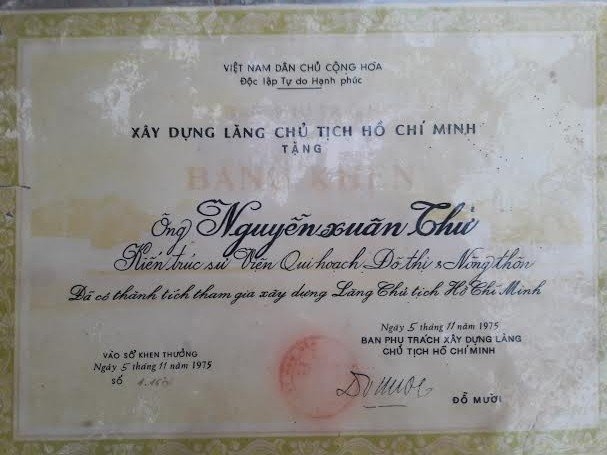 VIỆT NAM DÂN CHỦ CỘNG HÒA
Độc lập Tự do Hạnh phúc
XÂY DỰNG LĂNG CHỦ TỊCH HỒ CHÍ MINH
TẶNG
BẰNG KHEN
Ông Nguyễn xuân Thư
Kiến trúc sư Viện Qui hoạch Đô thị & Nông thôn
Đã có thành tích tham gia xây dựng Lăng Chủ tịch Hồ Chí Minh
Ngày 5 tháng 11 năm 1975
BAN PHỤ TRÁCH XÂY DỰNG LĂNG
CHỦ TỊCH HỒ CHÍ MINH
VÀO SỔ KHEN THƯỞNG
Ngày 5 tháng 11 năm 1975
SỐ
ĐỖ MƯỜI